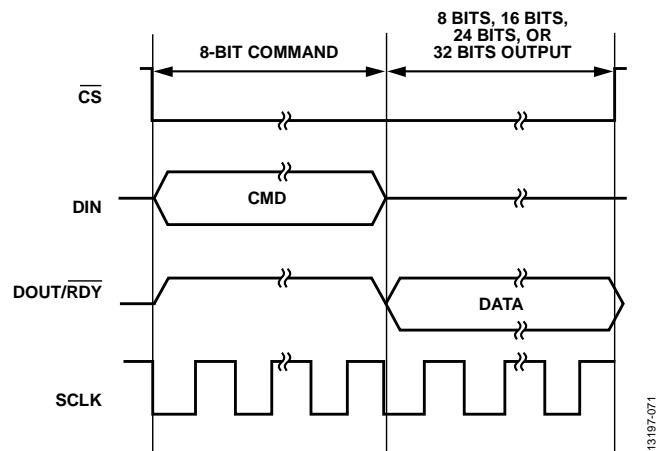 8 BITS, 16 BITS,
24 BITS, OR
32 BITS OUTPUT
8-BIT COMMAND
CS
DIN
CMD
DOUT/RDY
DATA
SCLK
13197-071